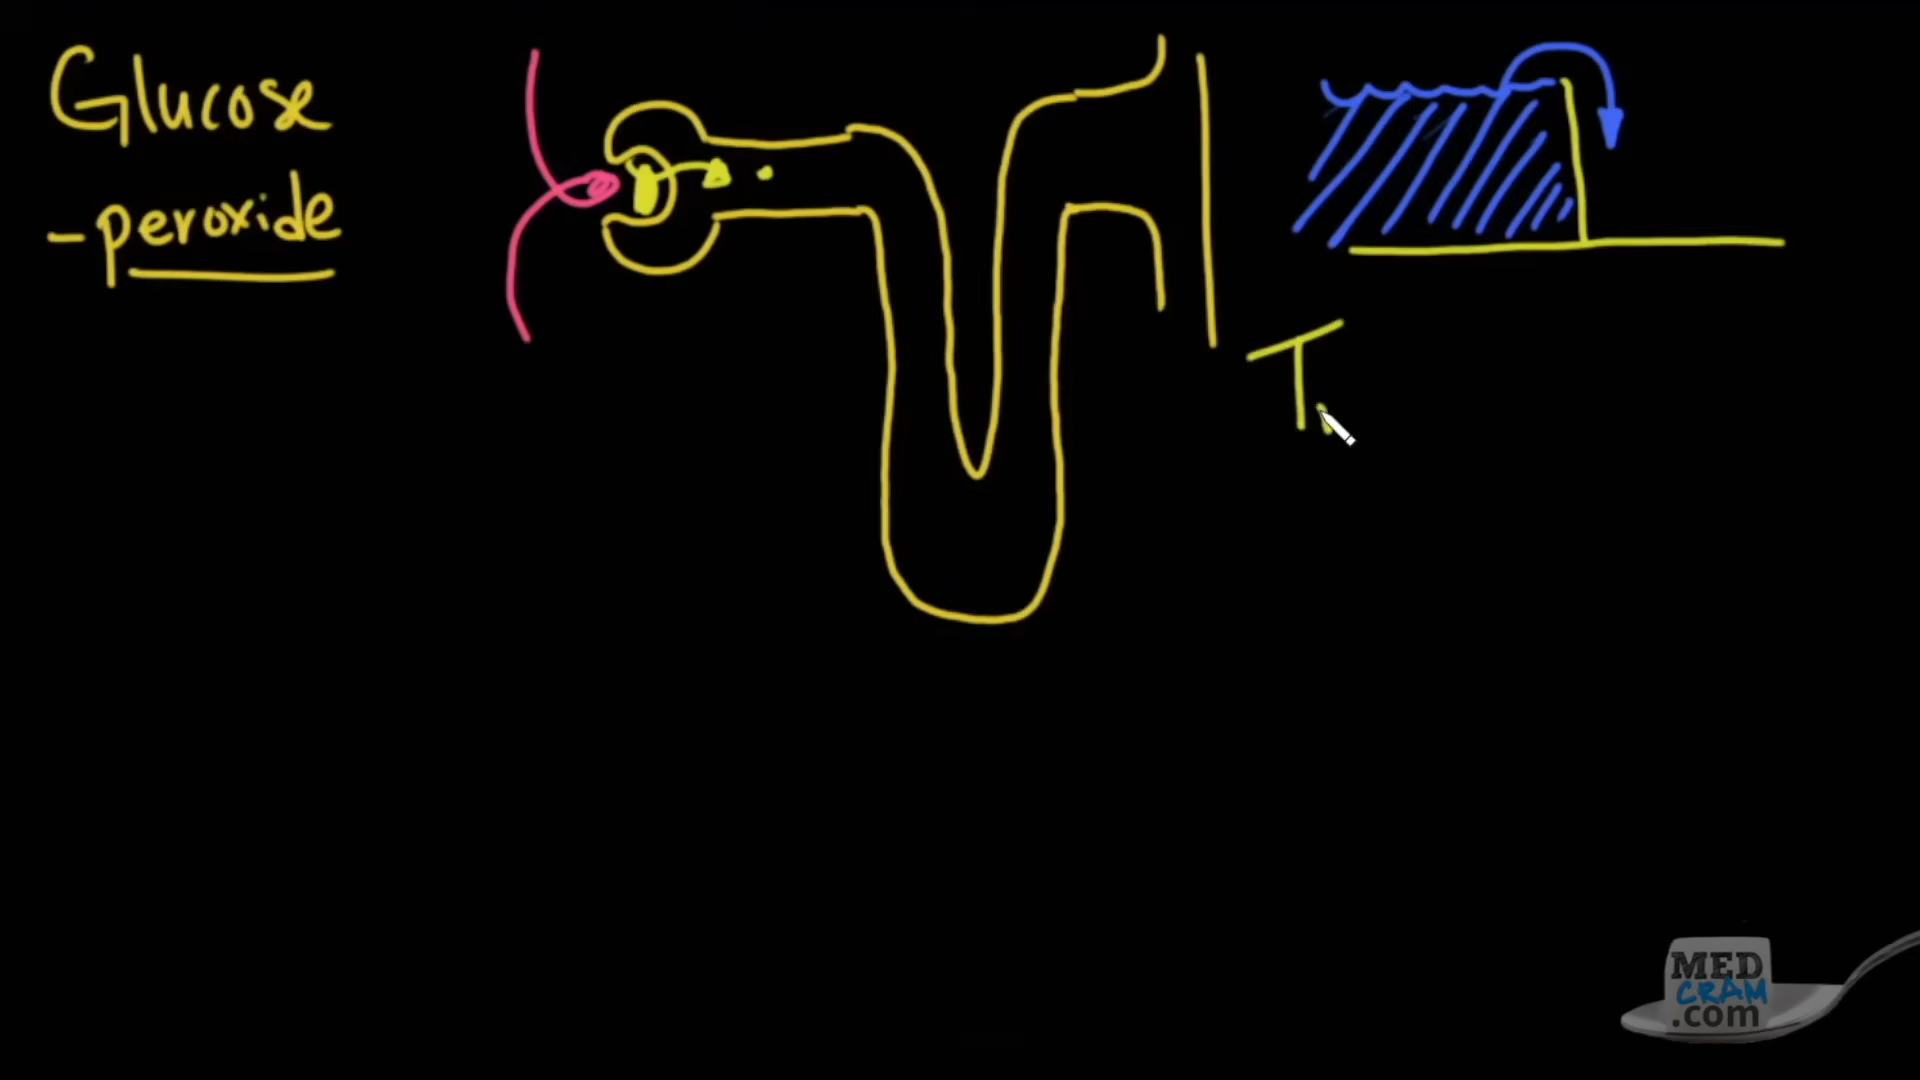 Glucose
- peroxide
T
MED
CRAM
.com